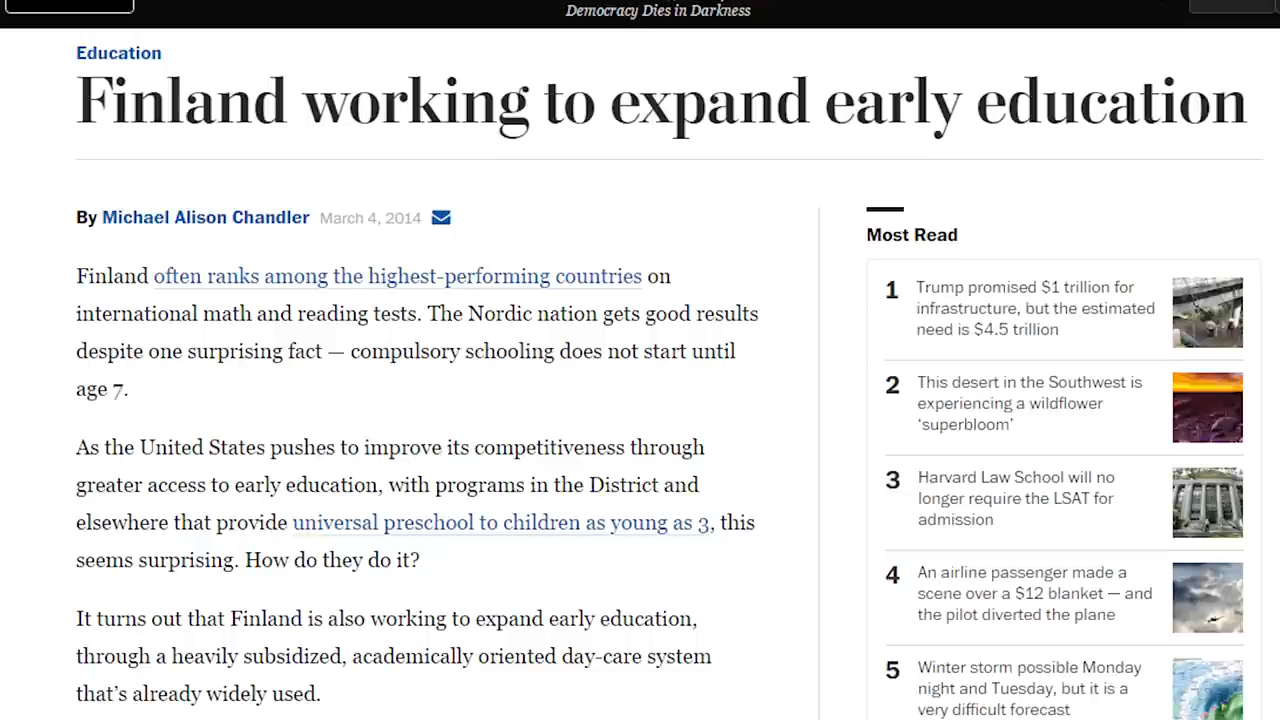 Democracy Dies in Darkness
Education
Finland working to expand early education
By Michael Alison Chandler March 4, 2014
Finland often ranks among the highest-performing countries on
international math and reading tests. The Nordic nation gets good results
despite one surprising fact — compulsory schooling does not start until
age 7.
As the United States pushes to improve its competitiveness through
greater access to early education, with programs in the District and
elsewhere that provide universal preschool to children as young as 3, this
seems surprising. How do they do it?
It turns out that Finland is also working to expand early education,
through a heavily subsidized, academically oriented day-care system
that’s already widely used.
Most Read
1 Trump promised $1 trillion for
infrastructure, but the estimated
need is $4.5 trillion
2 This desert in the Southwest is
experiencing a wildflower
‘superbloom’
3 Harvard Law School will no
longer require the LSAT for
admission
4 An airline passenger made a
scene over a $12 blanket — and
the pilot diverted the plane
5 Winter storm possible Monday
night and Tuesday, but it is a
very difficult forecast